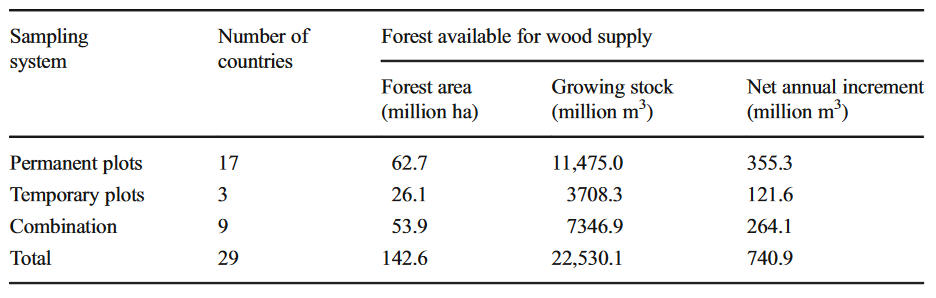 Sampling system Number of countries Forest available for wood supply
Forest area (million ha) Growing stock (million m³) Net annual increment (million m³)
Permanent plots 17 62.7 11,475.0 355.3
Temporary plots 3 26.1 3708.3 121.6
Combination 9 53.9 7346.9 264.1
Total 29 142.6 22,530.1 740.9